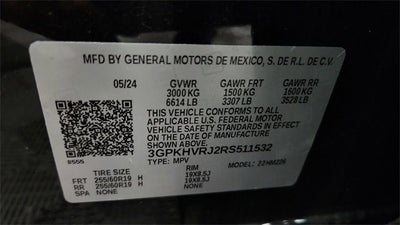 MFD BY GENERAL MOTORS DE MEXICO, S. DE R.L. DE C.V.
05/24 GVWR GAWR FRT GAWR RR
3000 KG 1500 KG 1600 KG
6614 LB 3307 LB 3528 LB
THIS VEHICLE CONFORMS TO ALL
APPLICABLE U.S. FEDERAL MOTOR
VEHICLE SAFETY STANDARDS IN
EFFECT ON THE DATE OF
MANUFACTURE SHOWN ABOVE.
3GPKHVRJ2RS511532
TYPE: MPV MODEL:
TIRE SIZE RIM
FRT 255/60R19 H 19X8.5J
RR 255/60R19 H 19X8.5J
SPA NONE NONE